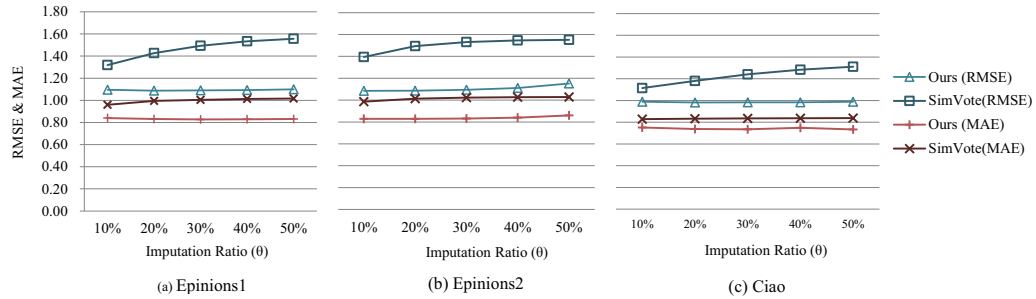 RMSE & MAE
1.80
1.60
1.40
1.20
1.00
0.80
0.60
0.40
0.20
0.00
10% 20% 30% 40% 50%
Imputation Ratio (θ)
(a) Epinions1
10% 20% 30% 40% 50%
Imputation Ratio (θ)
(b) Epinions2
10% 20% 30% 40% 50%
Imputation Ratio (θ)
(c) Ciao
Ours (RMSE)
SimVote(RMSE)
Ours (MAE)
SimVote(MAE)